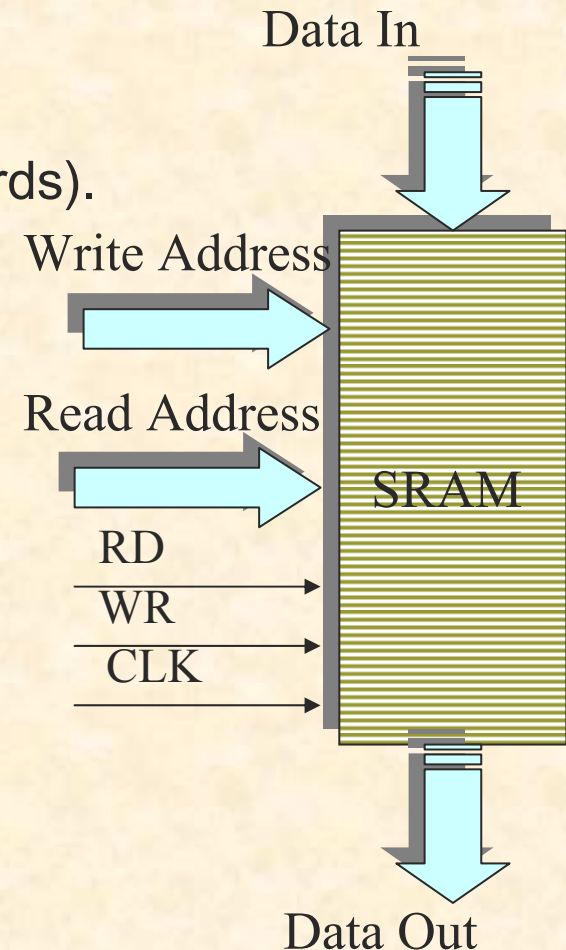 Data In
rds).
Write Address
Read Address
SRAM
RD
WR
CLK
Data Out